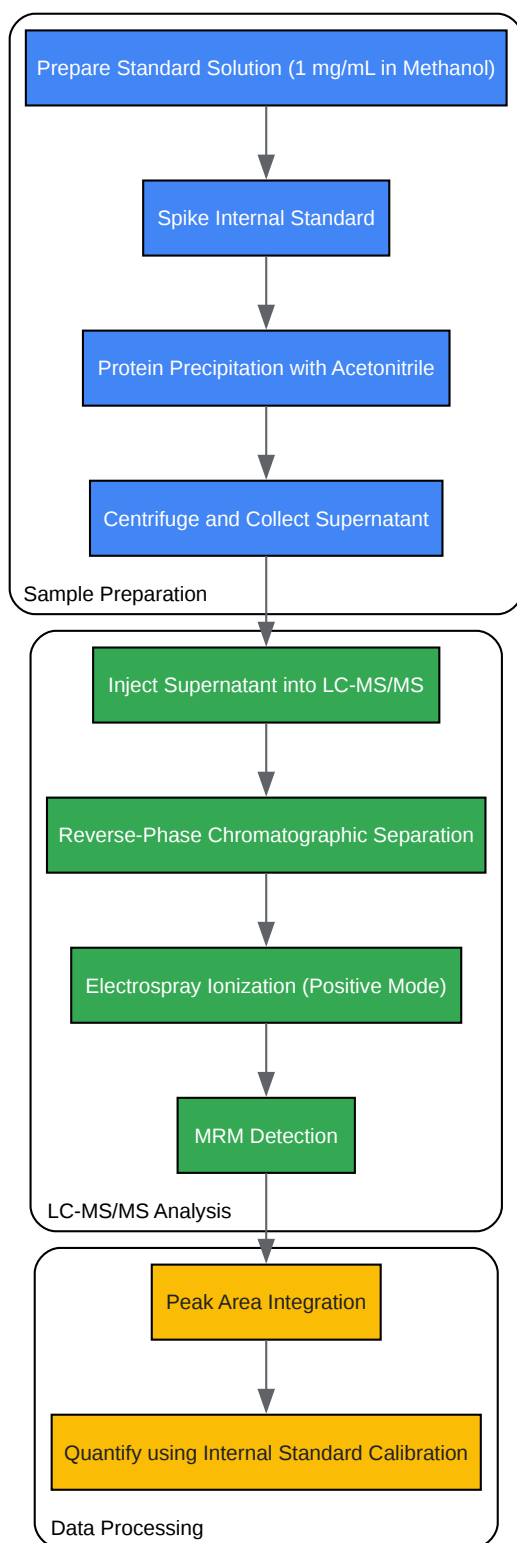 Prepare Standard Solution (1 mg/mL in Methanol)
Spike Internal Standard
Protein Precipitation with Acetonitrile
Centrifuge and Collect Supernatant
Sample Preparation
Inject Supernatant into LC-MS/MS
Reverse-Phase Chromatographic Separation
Electrospray Ionization (Positive Mode)
MRM Detection
LC-MS/MS Analysis
Peak Area Integration
Quantify using Internal Standard Calibration
Data Processing